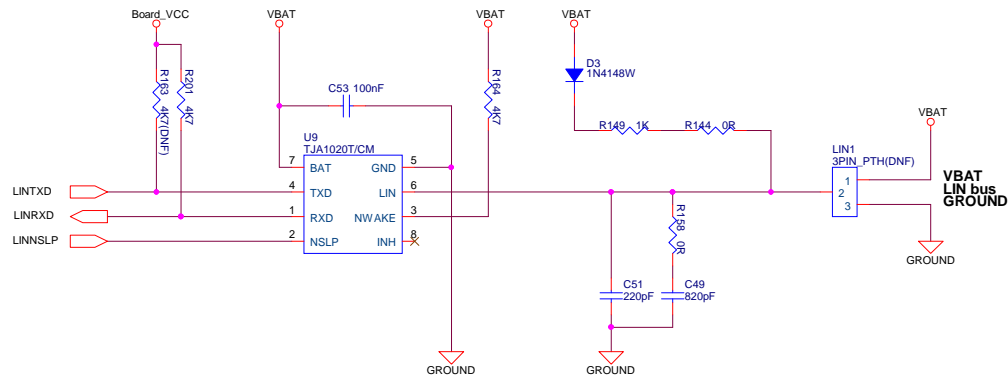 Board_VCC
VBAT
VBAT
VBAT
R163
4K7(DNF)
R201
4K7
C53 100nF
R164
4K7
D3
1N4148W
R149 1K
R144 0R
VBAT
U9
TJA1020T/CM
LIN1
3PIN_PTH(DNF)
7 BAT
GND 5
LINTXD
4 TXD
LIN 6
LINRXD
1 RXD
NWAKE 3
LINNSLP
2 NSLP
INH 8
1
2
3
VBAT
LIN bus
GROUND
R158
0R
C51
220pF
C49
820pF
GROUND
GROUND
GROUND